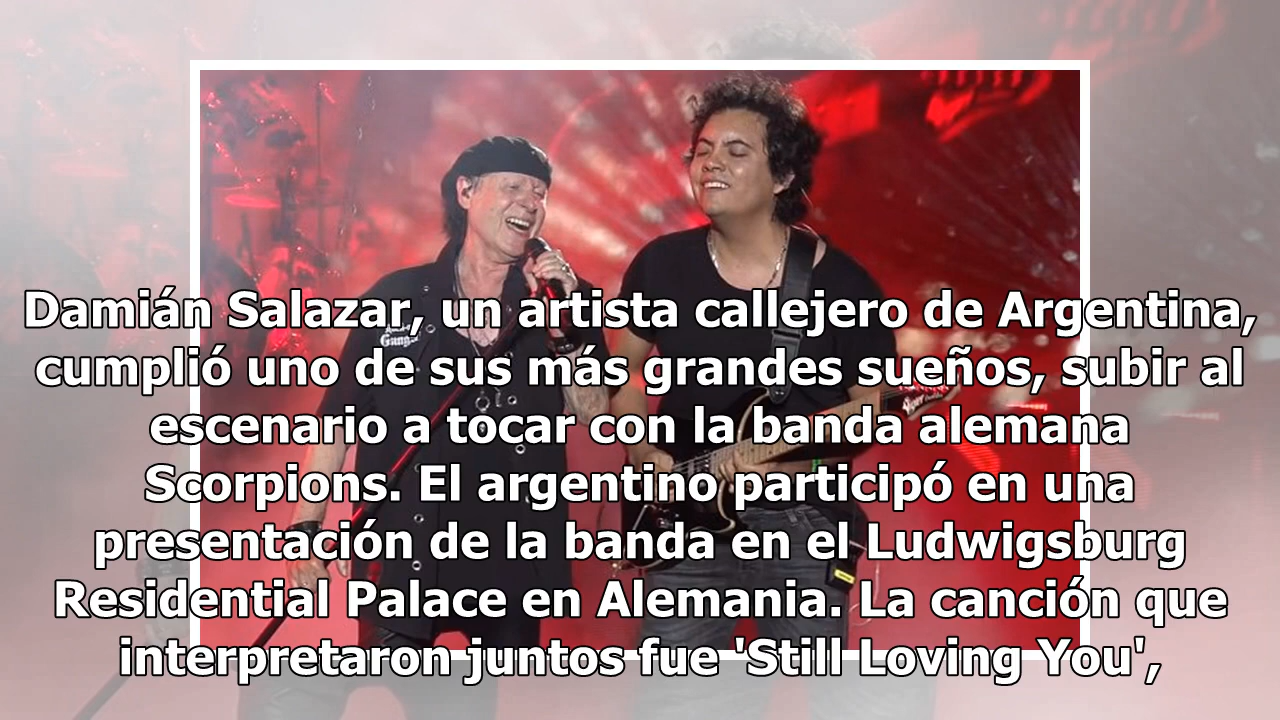 Damián Salazar, un artista callejero de Argentina,
cumplió uno de sus más grandes sueños, subir al
escenario a tocar con la banda alemana
Scorpions. El argentino participó en una
presentación de la banda en el Ludwigsburg
Residential Palace en Alemania. La canción que
interpretaron juntos fue 'Still Loving You',